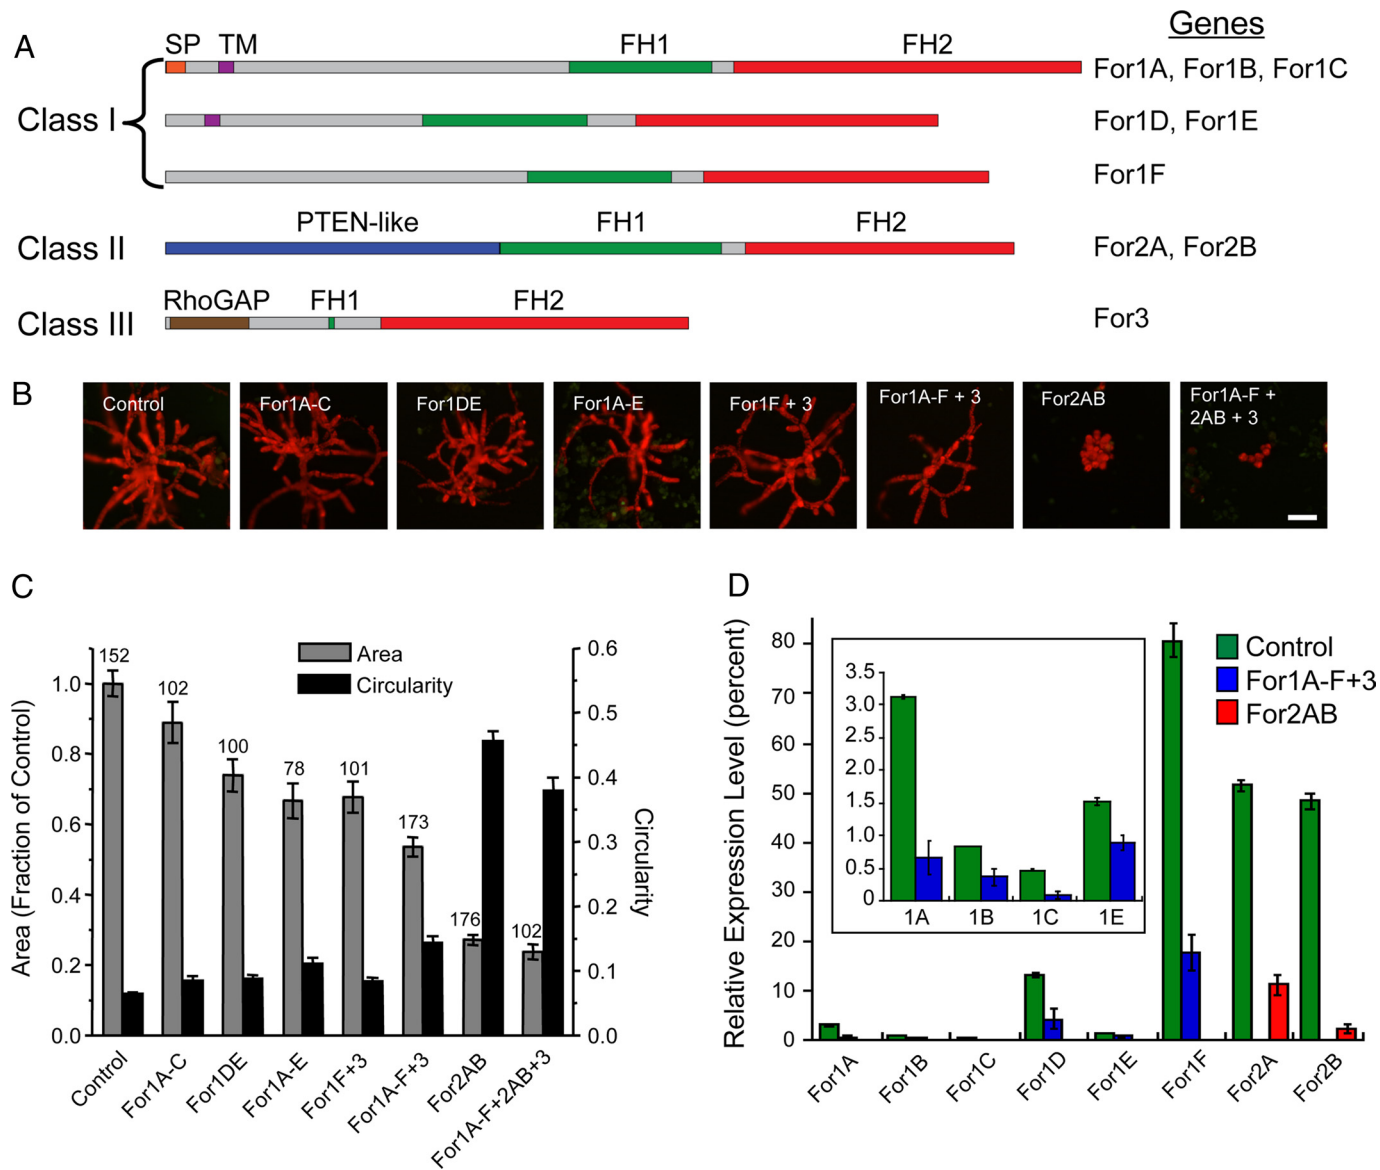 A
Genes
SP TM FH1 FH2
For1A, For1B, For1C
Class I
For1D, For1E
For1F
PTEN-like FH1 FH2
Class II
For2A, For2B
RhoGAP FH1 FH2
Class III
For3
B
Control
For1A-C
For1DE
For1A-E
For1F + 3
For1A-F + 3
For2AB
For1A-F +
2AB + 3
C
Area (Fraction of Control)
1.0
0.8
0.6
0.4
0.2
0.0
152
102
100
78
101
173
176
102
Area
Circularity
0.6
0.5
0.4
0.3
0.2
0.1
0.0
Circularity
Control
For1A-C
For1DE
For1A-E
For1F+3
For1A-F+3
For2AB
For1A-F+2AB+3
D
Relative Expression Level (percent)
80
70
60
50
40
30
20
10
0
3.5
3.0
2.5
2.0
1.5
1.0
0.5
0
1A 1B 1C 1E
Control
For1A-F+3
For2AB
For1A
For1B
For1C
For1D
For1E
For1F
For2A
For2B